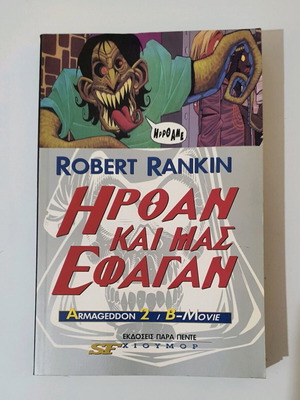 ΗΡΘΑΜΕ
ROBERT RANKIN
ΗΡΘΑΝ
ΚΑΙ ΜΑΣ
ΕΦΑΓΑΝ
ARMAGEDDON 2 / B-MOVIE
ΕΚΔΟΣΕΙΣ ΠΑΡΑ ΠΕΝΤΕ
SF ΧΙΟΥΜΟΡ